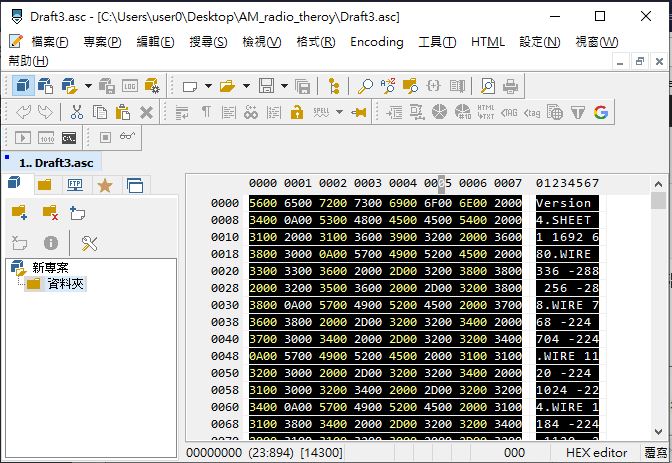 Draft3.asc - [C:\Users\user0\Desktop\AM_radio_theroy\Draft3.asc]
檔案(F) 專案(P) 編輯(E) 搜尋(S) 檢視(V) 格式(R) Encoding 工具(T) HTML 設定(N) 視窗(W)
幫助(H)
1.. Draft3.asc
新專案
資料夾
0000 0001 0002 0003 0004 0005 0006 0007 01234567
0000 5600 6500 7200 7300 6900 6F00 6E00 2000 Version
0008 3400 0A00 5300 4800 4500 4500 5400 2000 4.SHEET
0010 3100 2000 3100 3600 3900 3200 2000 3600 1 1692 6
0018 3800 3000 0A00 5700 4900 5200 4500 2000 80.WIRE
0020 3300 3300 3600 2000 2D00 3200 3800 3800 336 -288
0028 2000 3200 3500 3600 2000 2D00 3200 3800 256 -28
0030 3800 0A00 5700 4900 5200 4500 2000 3700 8.WIRE 7
0038 3600 3800 2000 2D00 3200 3200 3400 2000 68 -224
0040 3700 3000 3400 2000 2D00 3200 3200 3400 704 -224
0048 0A00 5700 4900 5200 4500 2000 3100 3100 .WIRE 11
0050 3200 3000 2000 2D00 3200 3200 3400 2000 20 -224
0058 3100 3000 3200 3400 2000 2D00 3200 3200 1024 -22
0060 3400 0A00 5700 4900 5200 4500 2000 3100 4.WIRE 1
0068 3100 3800 3400 2000 2D00 3200 3200 3400 184 -224
00000000 (23:894) [14300] 000 HEX editor 覆寫